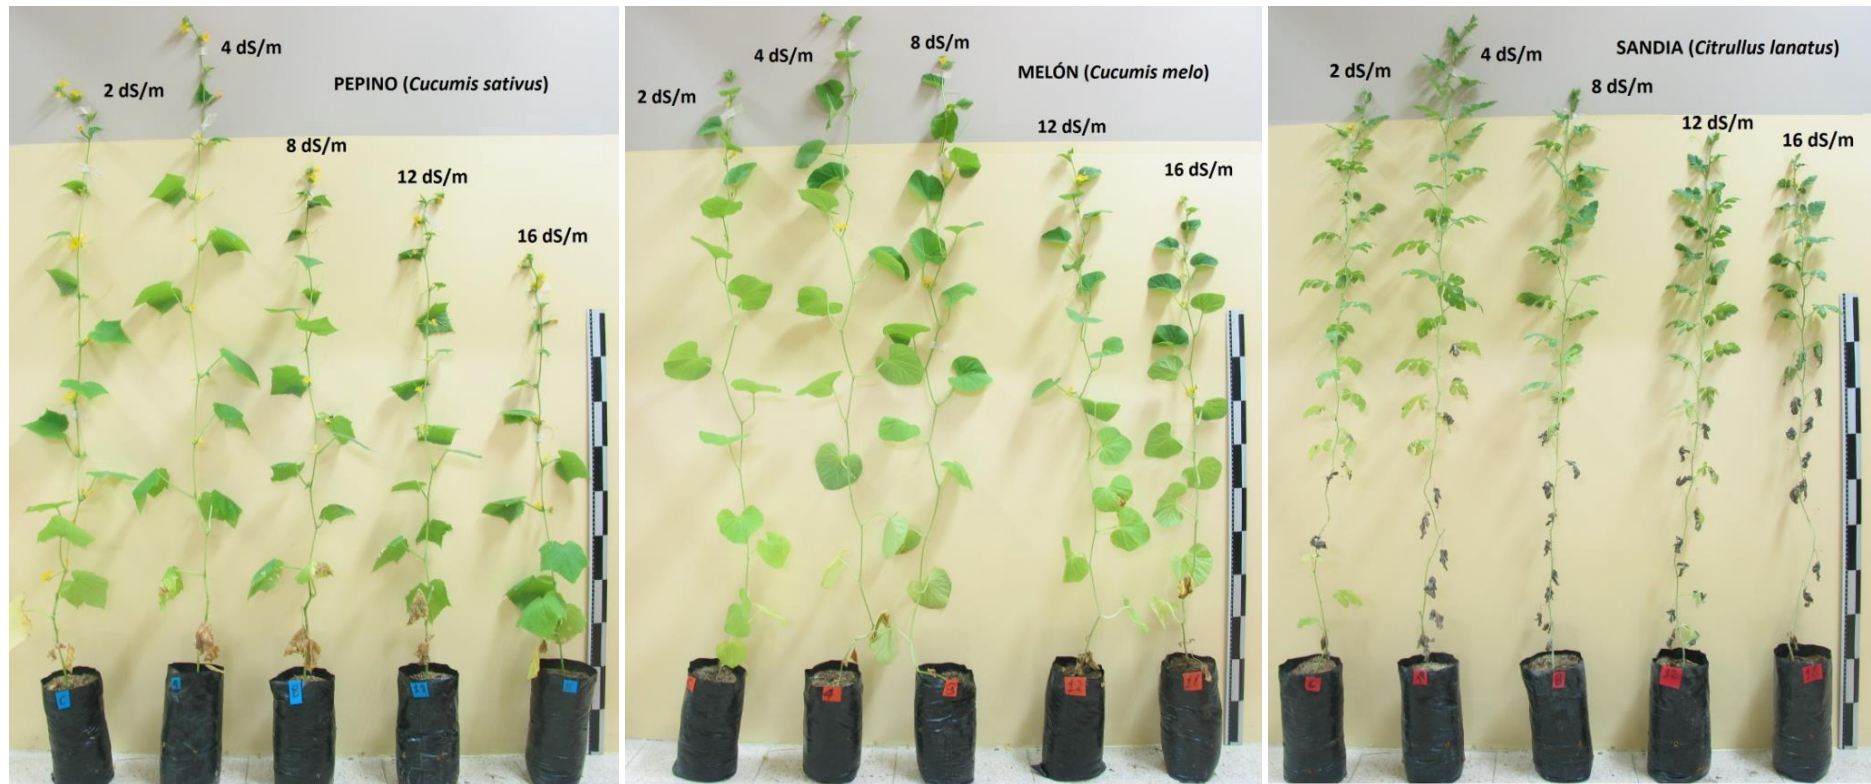 4 dS/m
PEPINO (Cucumis sativus)
2 dS/m
8 dS/m
12 dS/m
16 dS/m
8 dS/m
4 dS/m
MELÓN (Cucumis melo)
2 dS/m
12 dS/m
16 dS/m
SANDIA (Citrullus lanatus)
4 dS/m
2 dS/m
8 dS/m
12 dS/m
16 dS/m